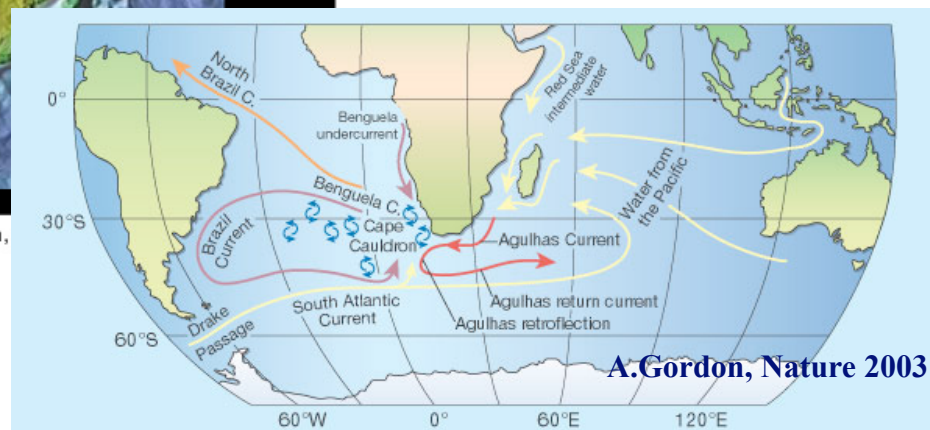 North
Brazil C.
0°
Benguela
undercurrent
Red Sea
intermediate
water
Benguela C.
30°S
Brazil
Current
Cape
Cauldron
Agulhas Current
Water from
the Pacific
South Atlantic
Current
Agulhas return current
Agulhas retroflection
Drake
Passage
60°S
A.Gordon, Nature 2003
60°W
0°
60°E
120°E